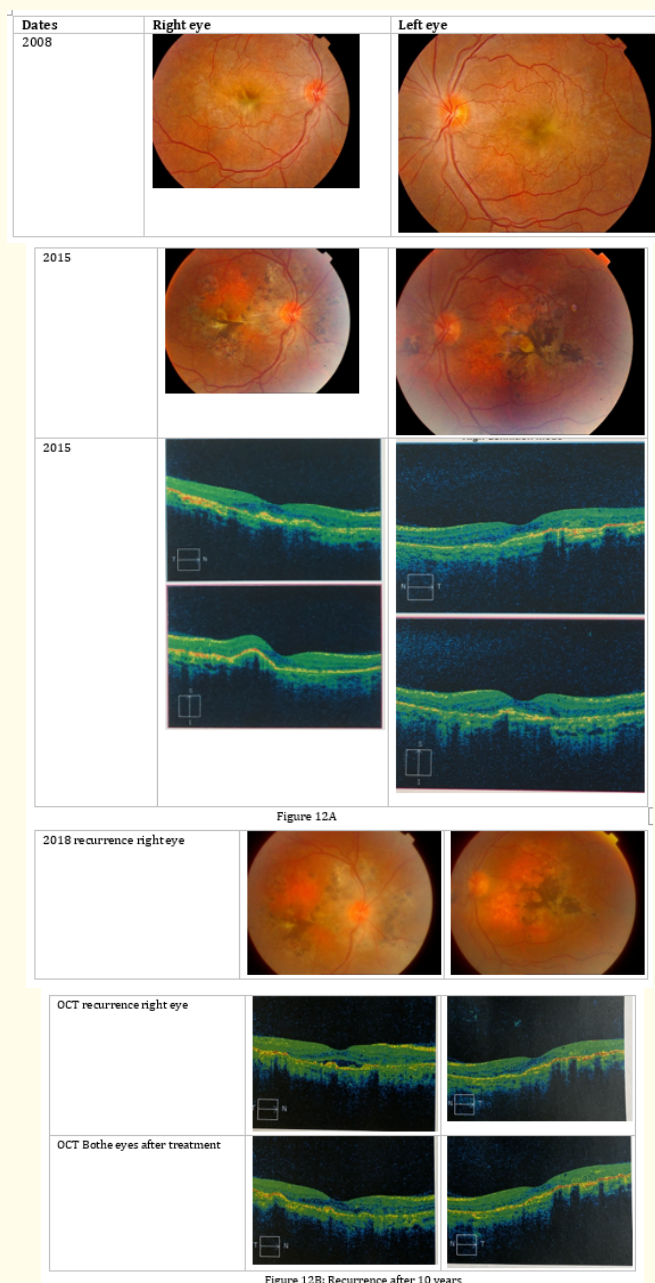 Dates Right eye Left eye
2008
2015
2015
T N
N T
S
I
S
I
Figure 12A
2018 recurrence right eye
OCT recurrence right eye
T N
N T
OCT Bothe eyes after treatment
T N
N T
Figure 12B: Recurrence after 10 years